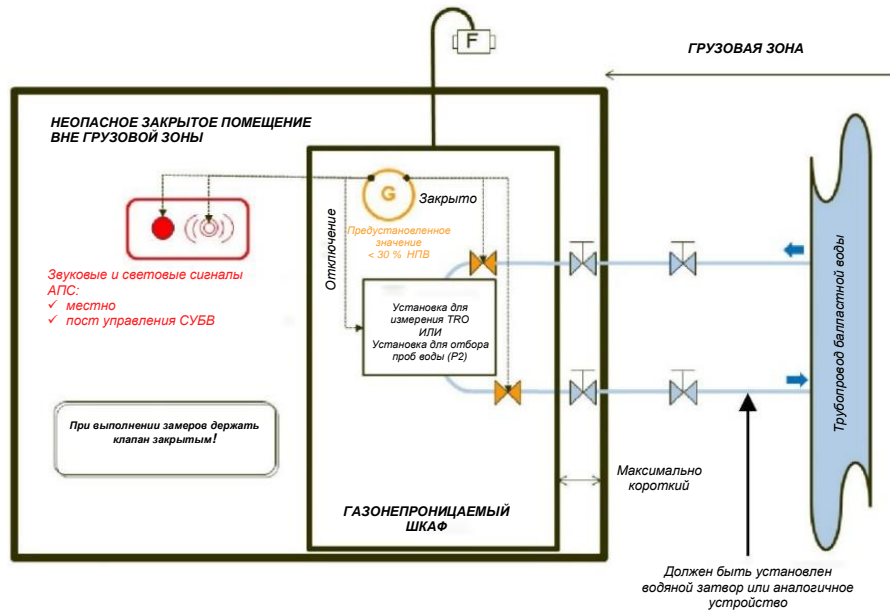 F
ГРУЗОВАЯ ЗОНА
НЕОПАСНОЕ ЗАКРЫТОЕ ПОМЕЩЕНИЕ
ВНЕ ГРУЗОВОЙ ЗОНЫ
G
Закрыто
Отключение
Предустановленное
значение
< 30 % НПВ
Звуковые и световые сигналы
АПС:
✓ местно
✓ пост управления СУБВ
Установка для
измерения TRO
ИЛИ
Установка для отбора
проб воды (P2)
Трубопровод балластной воды
При выполнении замеров держать
клапан закрытым!
Максимально
короткий
ГАЗОНЕПРОНИЦАЕМЫЙ
ШКАФ
Должен быть установлен
водяной затвор или аналогичное
устройство